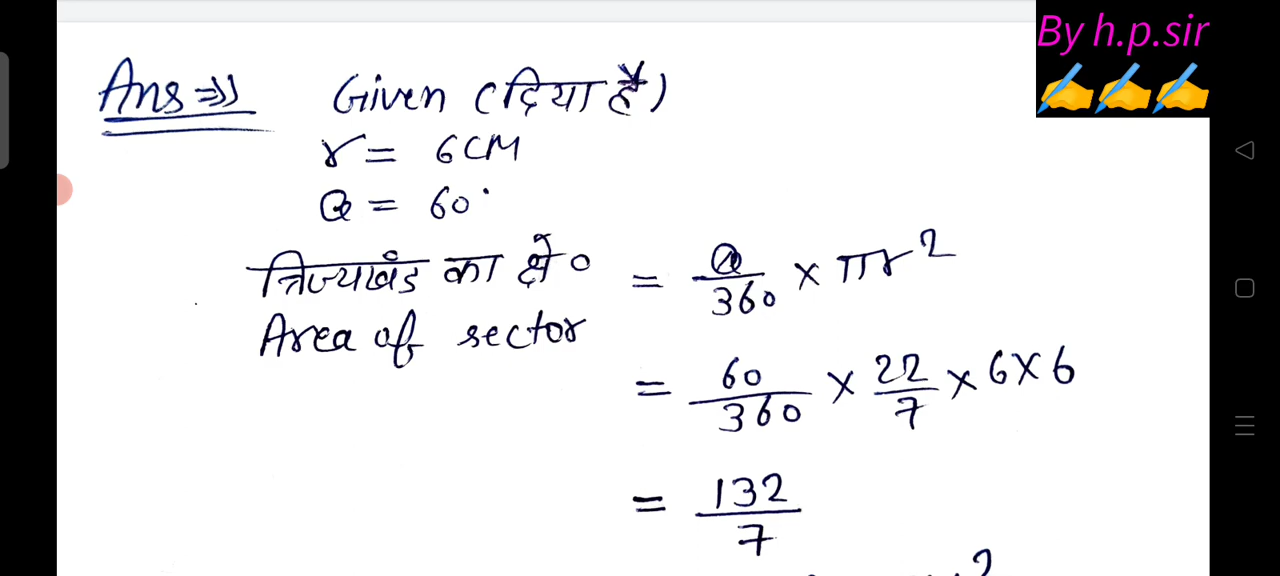 By h.p.sir
✍️✍️✍️
Ans ⇒ Given (दिया है)
r = 6CM
Q = 60°
त्रिज्यखंड का क्षे०
Area of sector
= Q/360 × πr²
= 60/360 × 22/7 × 6×6
= 132/7